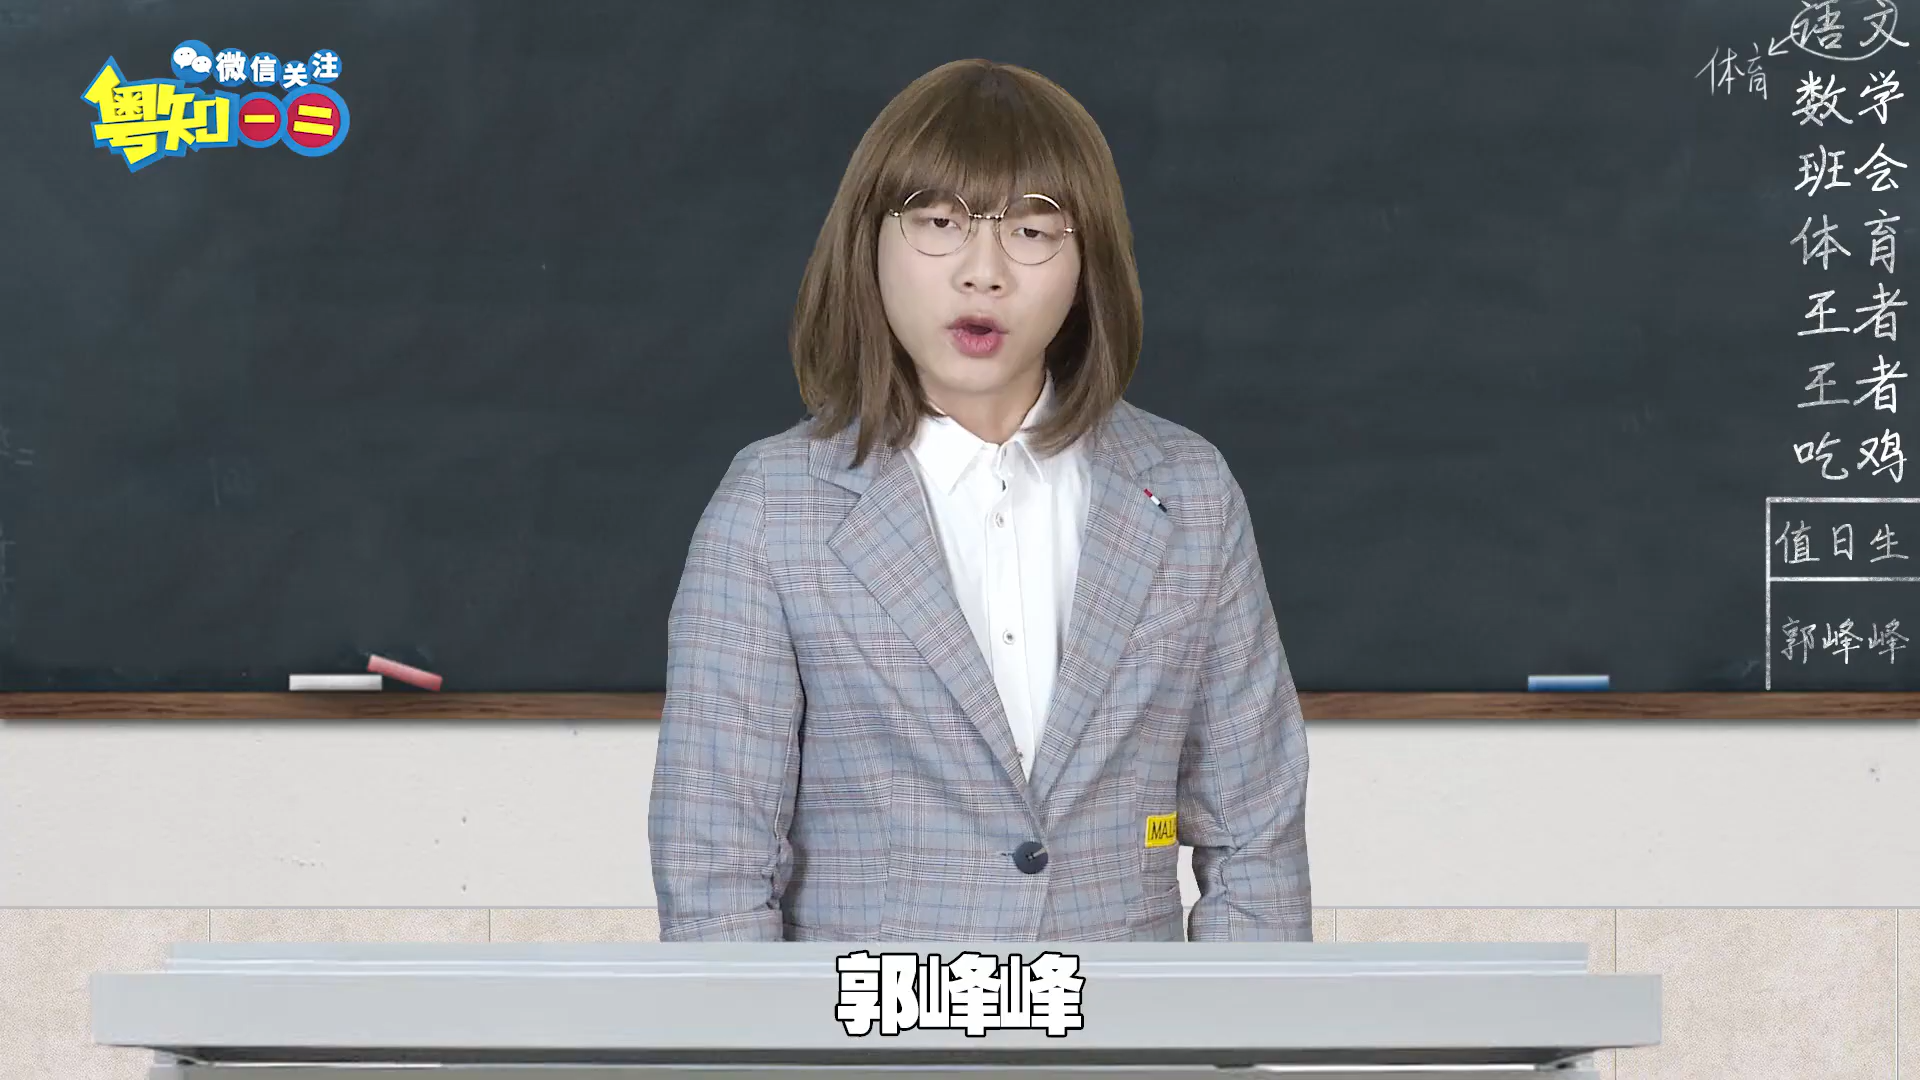 微信关注
粤知一二
语文
体育
数学
班会
体育
王者
王者
吃鸡
值日生
郭峰峰
郭峰峰